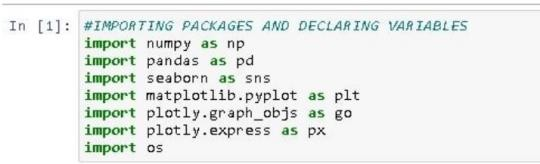 In [1]: #IMPORTING PACKAGES AND DECLARING VARIABLES
import numpy as np
import pandas as pd
import seaborn as sns
import matplotlib.pyplot as plt
import plotly.graph_objs as go
import plotly.express as px
import os